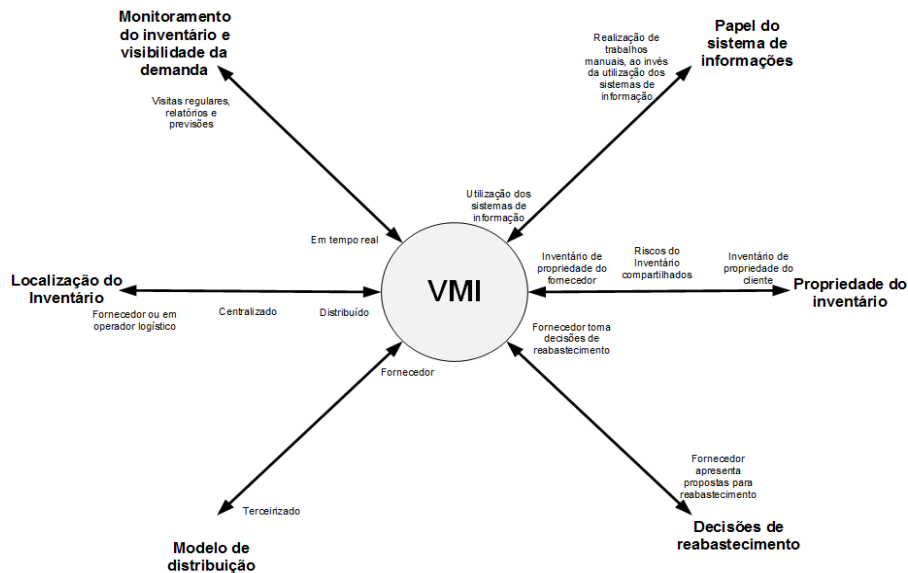 Monitoramento
do inventário e
visibilidade da
demanda
Visitas regulares,
relatórios e
previsões
Em tempo real
Realização de
trabalhos
manuais, ao invés
da utilização dos
sistemas de
informação
Papel do
sistema de
informações
Utilização dos
sistemas de
informação
Localização do
Inventário
Fornecedor ou em
operador logístico
Centralizado
Distribuído
VMI
Inventário de
propriedade do
fornecedor
Riscos do
Inventário
compartilhados
Inventário de
propriedade do
cliente
Propriedade do
inventário
Fornecedor toma
decisões de
reabastecimento
Fornecedor
Terceirizado
Modelo de
distribuição
Fornecedor
apresenta
propostas para
reabastecimento
Decisões de
reabastecimento